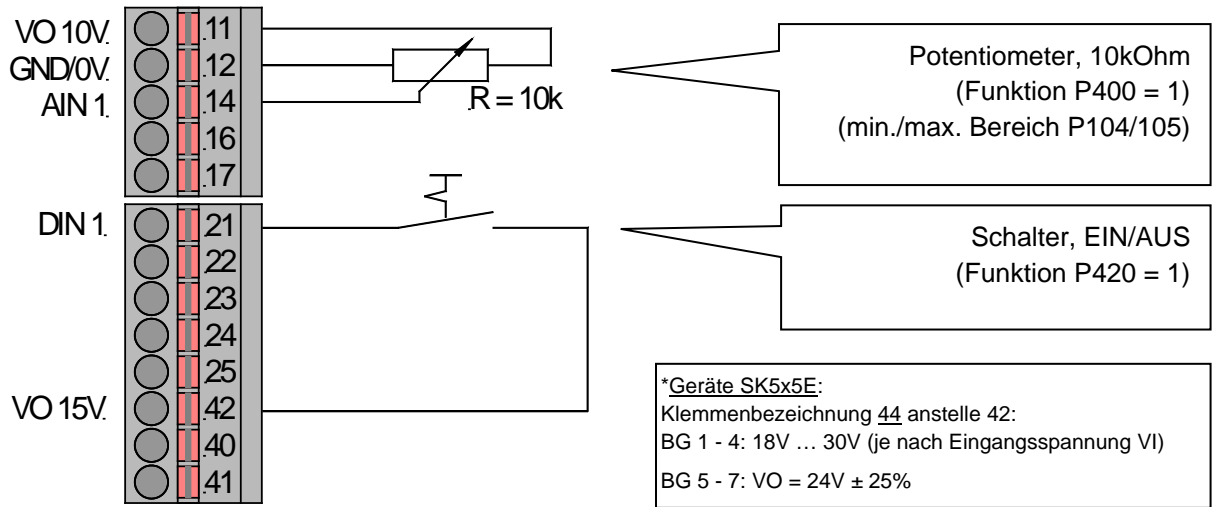 VO 10V.
GND/0V.
AIN 1.
.11
.12
.14
.16
.17
R = 10k
Potentiometer, 10kOhm
(Funktion P400 = 1)
(min./max. Bereich P104/105)
DIN 1.
VO 15V.
.21
.22
.23
.24
.25
.42
.40
.41
Schalter, EIN/AUS
(Funktion P420 = 1)
*Geräte SK5x5E:
Klemmenbezeichnung 44 anstelle 42:
BG 1 - 4: 18V … 30V (je nach Eingangsspannung VI)
BG 5 - 7: VO = 24V ± 25%